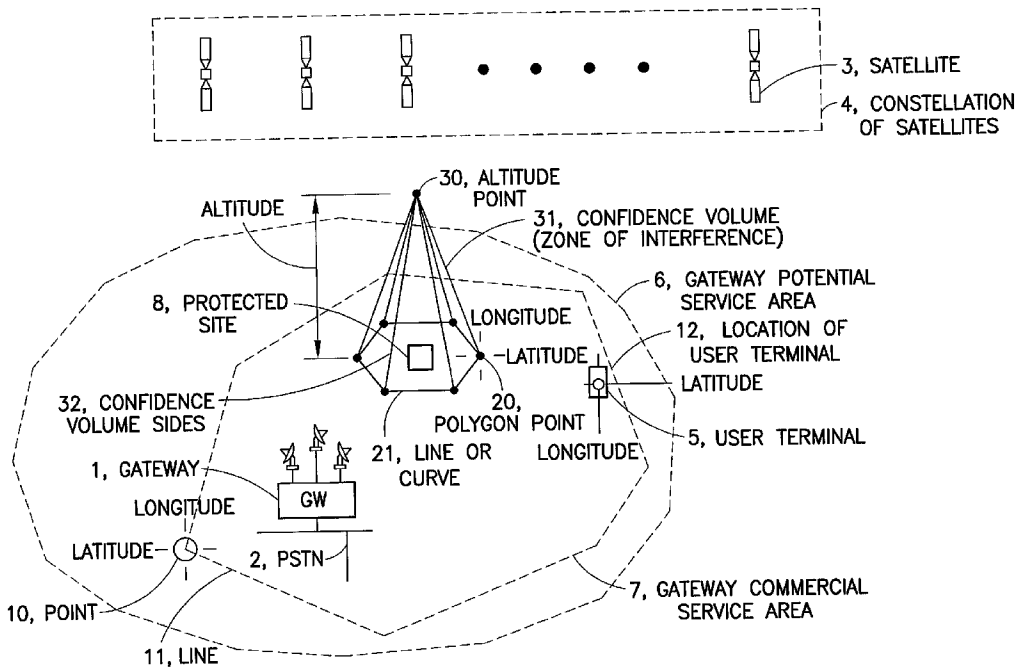 3, SATELLITE
4, CONSTELLATION
OF SATELLITES
30, ALTITUDE
POINT
ALTITUDE
31, CONFIDENCE VOLUME
(ZONE OF INTERFERENCE)
6, GATEWAY POTENTIAL
SERVICE AREA
8, PROTECTED
SITE
LONGITUDE
12, LOCATION OF
USER TERMINAL
LATITUDE
LATITUDE
32, CONFIDENCE
VOLUME SIDES
20,
POLYGON POINT
LONGITUDE
5, USER TERMINAL
21, LINE OR
CURVE
1, GATEWAY
GW
LONGITUDE
LATITUDE
2, PSTN
7, GATEWAY COMMERCIAL
SERVICE AREA
10, POINT
11, LINE